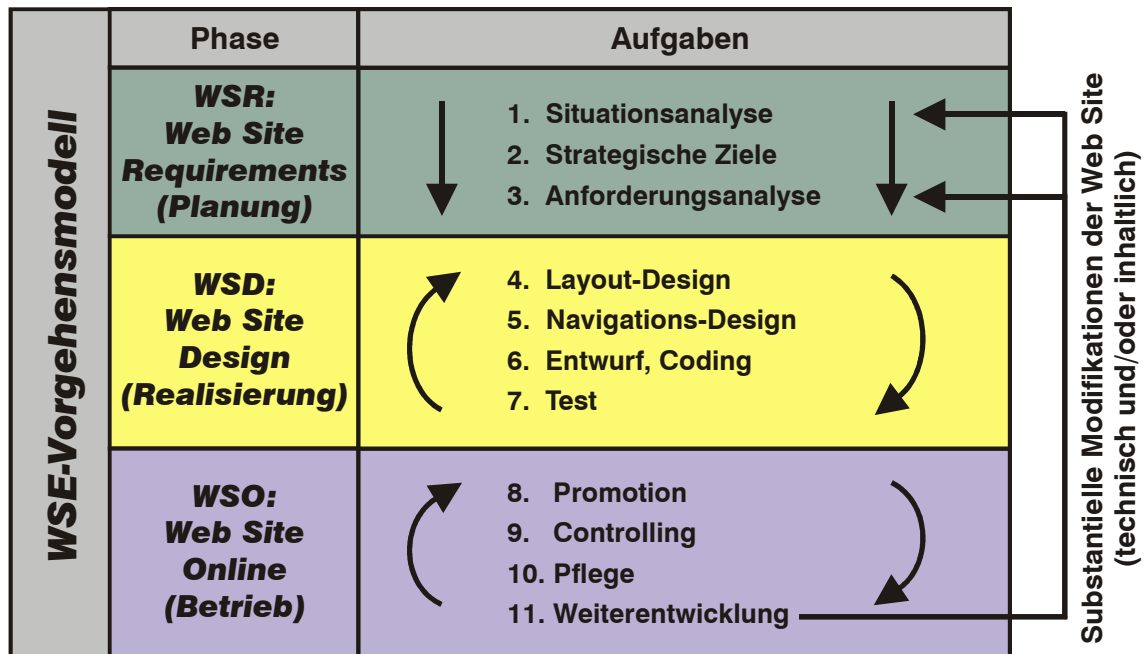 WSE-Vorgehensmodell
Phase
Aufgaben
WSR:
Web Site
Requirements
(Planung)
1. Situationsanalyse
2. Strategische Ziele
3. Anforderungsanalyse
WSD:
Web Site
Design
(Realisierung)
4. Layout-Design
5. Navigations-Design
6. Entwurf, Coding
7. Test
WSO:
Web Site
Online
(Betrieb)
8. Promotion
9. Controlling
10. Pflege
11. Weiterentwicklung
Substantielle Modifikationen der Web Site
(technisch und/oder inhaltlich)